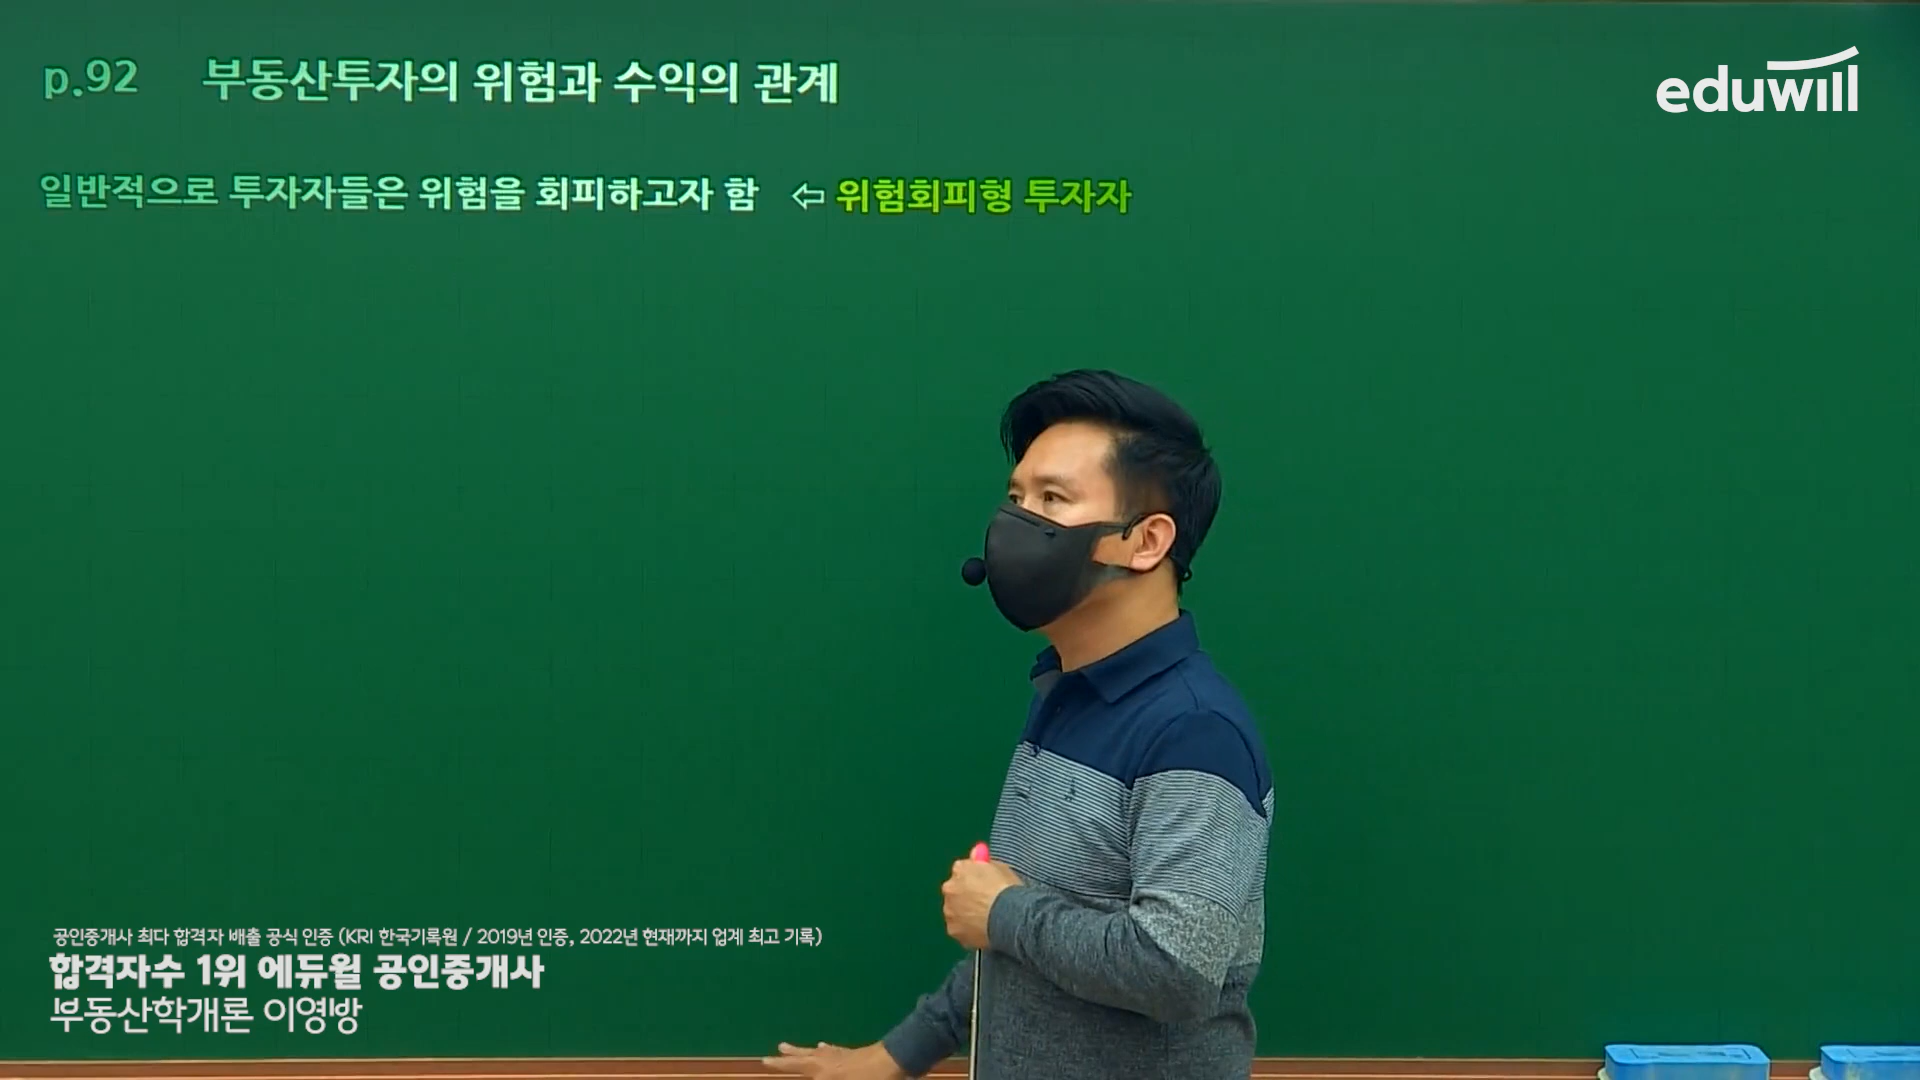 p.92 부동산투자의 위험과 수익의 관계
eduwill
일반적으로 투자자들은 위험을 회피하고자 함 ⇦ 위험회피형 투자자
공인중개사 최다 합격자 배출 공식 인증 (KRI 한국기록원 / 2019년 인증, 2022년 현재까지 업계 최고 기록)
합격자수 1위 에듀윌 공인중개사
부동산학개론 이영방